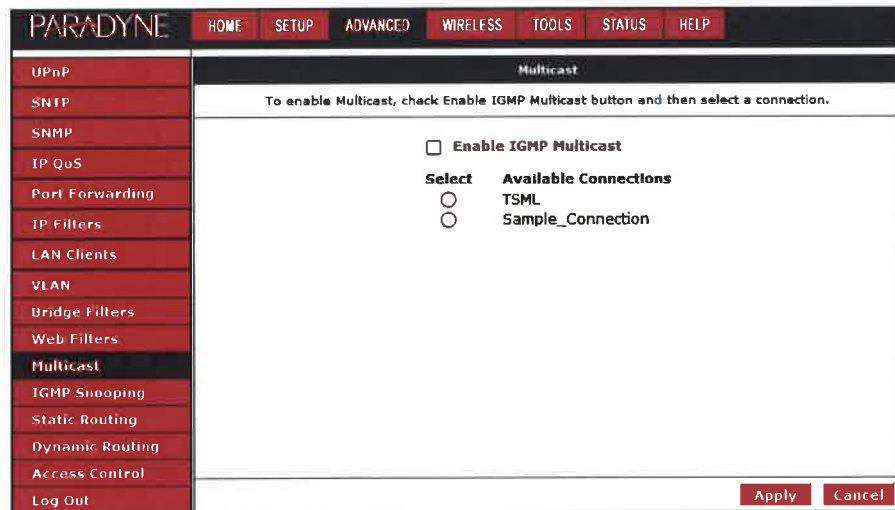 PARADYNE
HOME SETUP ADVANCED WIRELESS TOOLS STATUS HELP
UPnP
SNTP
SNMP
IP QoS
Port Forwarding
IP Filters
LAN Clients
VLAN
Bridge Filters
Web Filters
Multicast
IGMP Snooping
Static Routing
Dynamic Routing
Access Control
Log Out
Multicast
To enable Multicast, check Enable IGMP Multicast button and then select a connection.
Enable IGMP Multicast
Select Available Connections
TSML
Sample_Connection
Apply Cancel